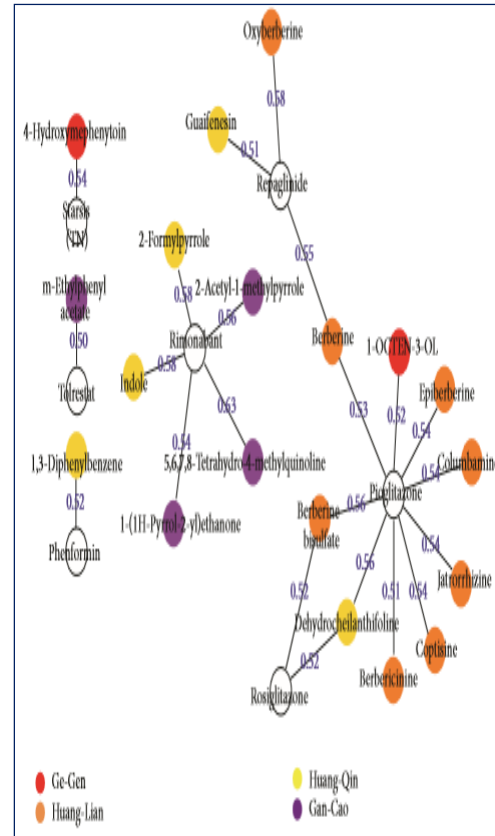 Oxyberberine
0.58
Guaifenesin
0.51
4-Hydroxymephytoin
0.54
Repaglinide
Starsis
(TN)
2-Formylpyrrole
0.55
m-Ethylphenyl
acetate
0.58
2-Acetyl-1-methylpyrrole
0.56
0.50
Rimonabant
Berberine
1-OCTEN-3-OL
0.58
Tolrestat
Indole
0.53
0.52
Epiberberine
0.63
0.54
0.54
1,3-Diphenylbenzene
5,6,7,8-Tetrahydro-4-methylquinoline
Columbamine
0.54
0.52
Pioglitazone
0.56
Berberine
bisulfate
1-(1H-Pyrrol-2-yl)ethanone
Phenformin
0.54
0.56
Jatrorrhizine
0.52
0.51
0.54
Dehydrocheilanthifoline
Coptisine
0.52
Berbericinine
Rosiglitazone
Ge-Gen
Huang-Qin
Huang-Lian
Gan-Cao